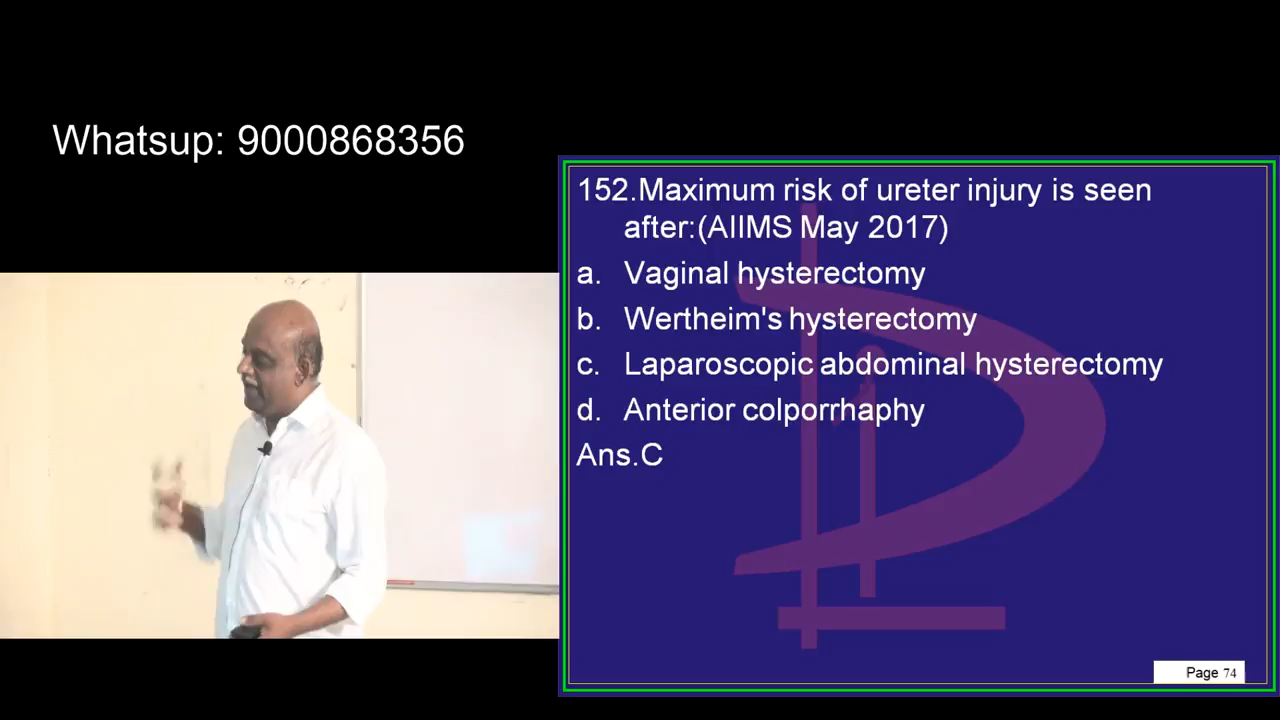 Whatsup: 9000868356
152.Maximum risk of ureter injury is seen
after:(AIIMS May 2017)
a. Vaginal hysterectomy
b. Wertheim's hysterectomy
c. Laparoscopic abdominal hysterectomy
d. Anterior colporrhaphy
Ans.C
Page 74